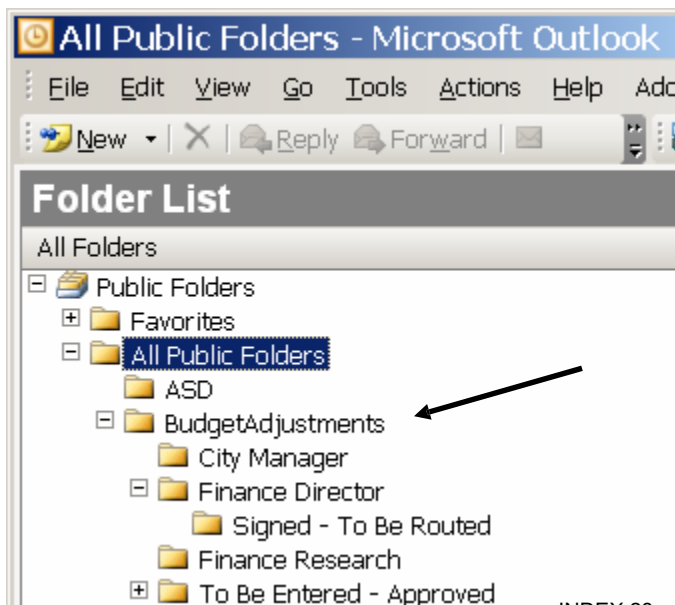 All Public Folders - Microsoft Outlook
File Edit View Go Tools Actions Help
New Reply Forward
Folder List
All Folders
Public Folders
Favorites
All Public Folders
ASD
BudgetAdjustments
City Manager
Finance Director
Signed - To Be Routed
Finance Research
To Be Entered - Approved